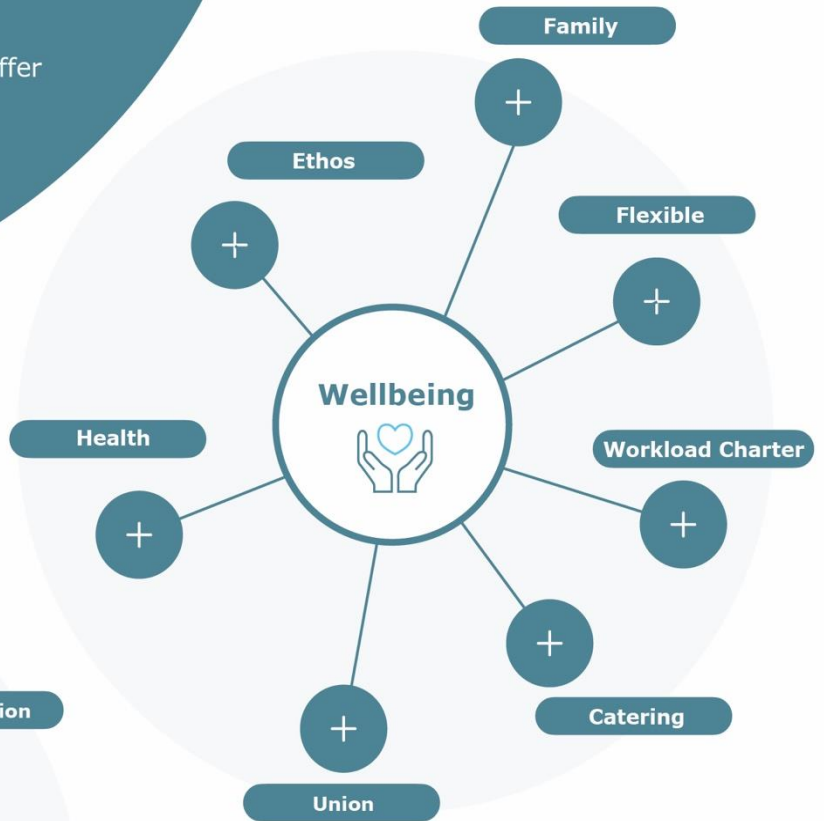 Family
ffer
Ethos
Flexible
Wellbeing
Health
Workload Charter
ion
Catering
Union